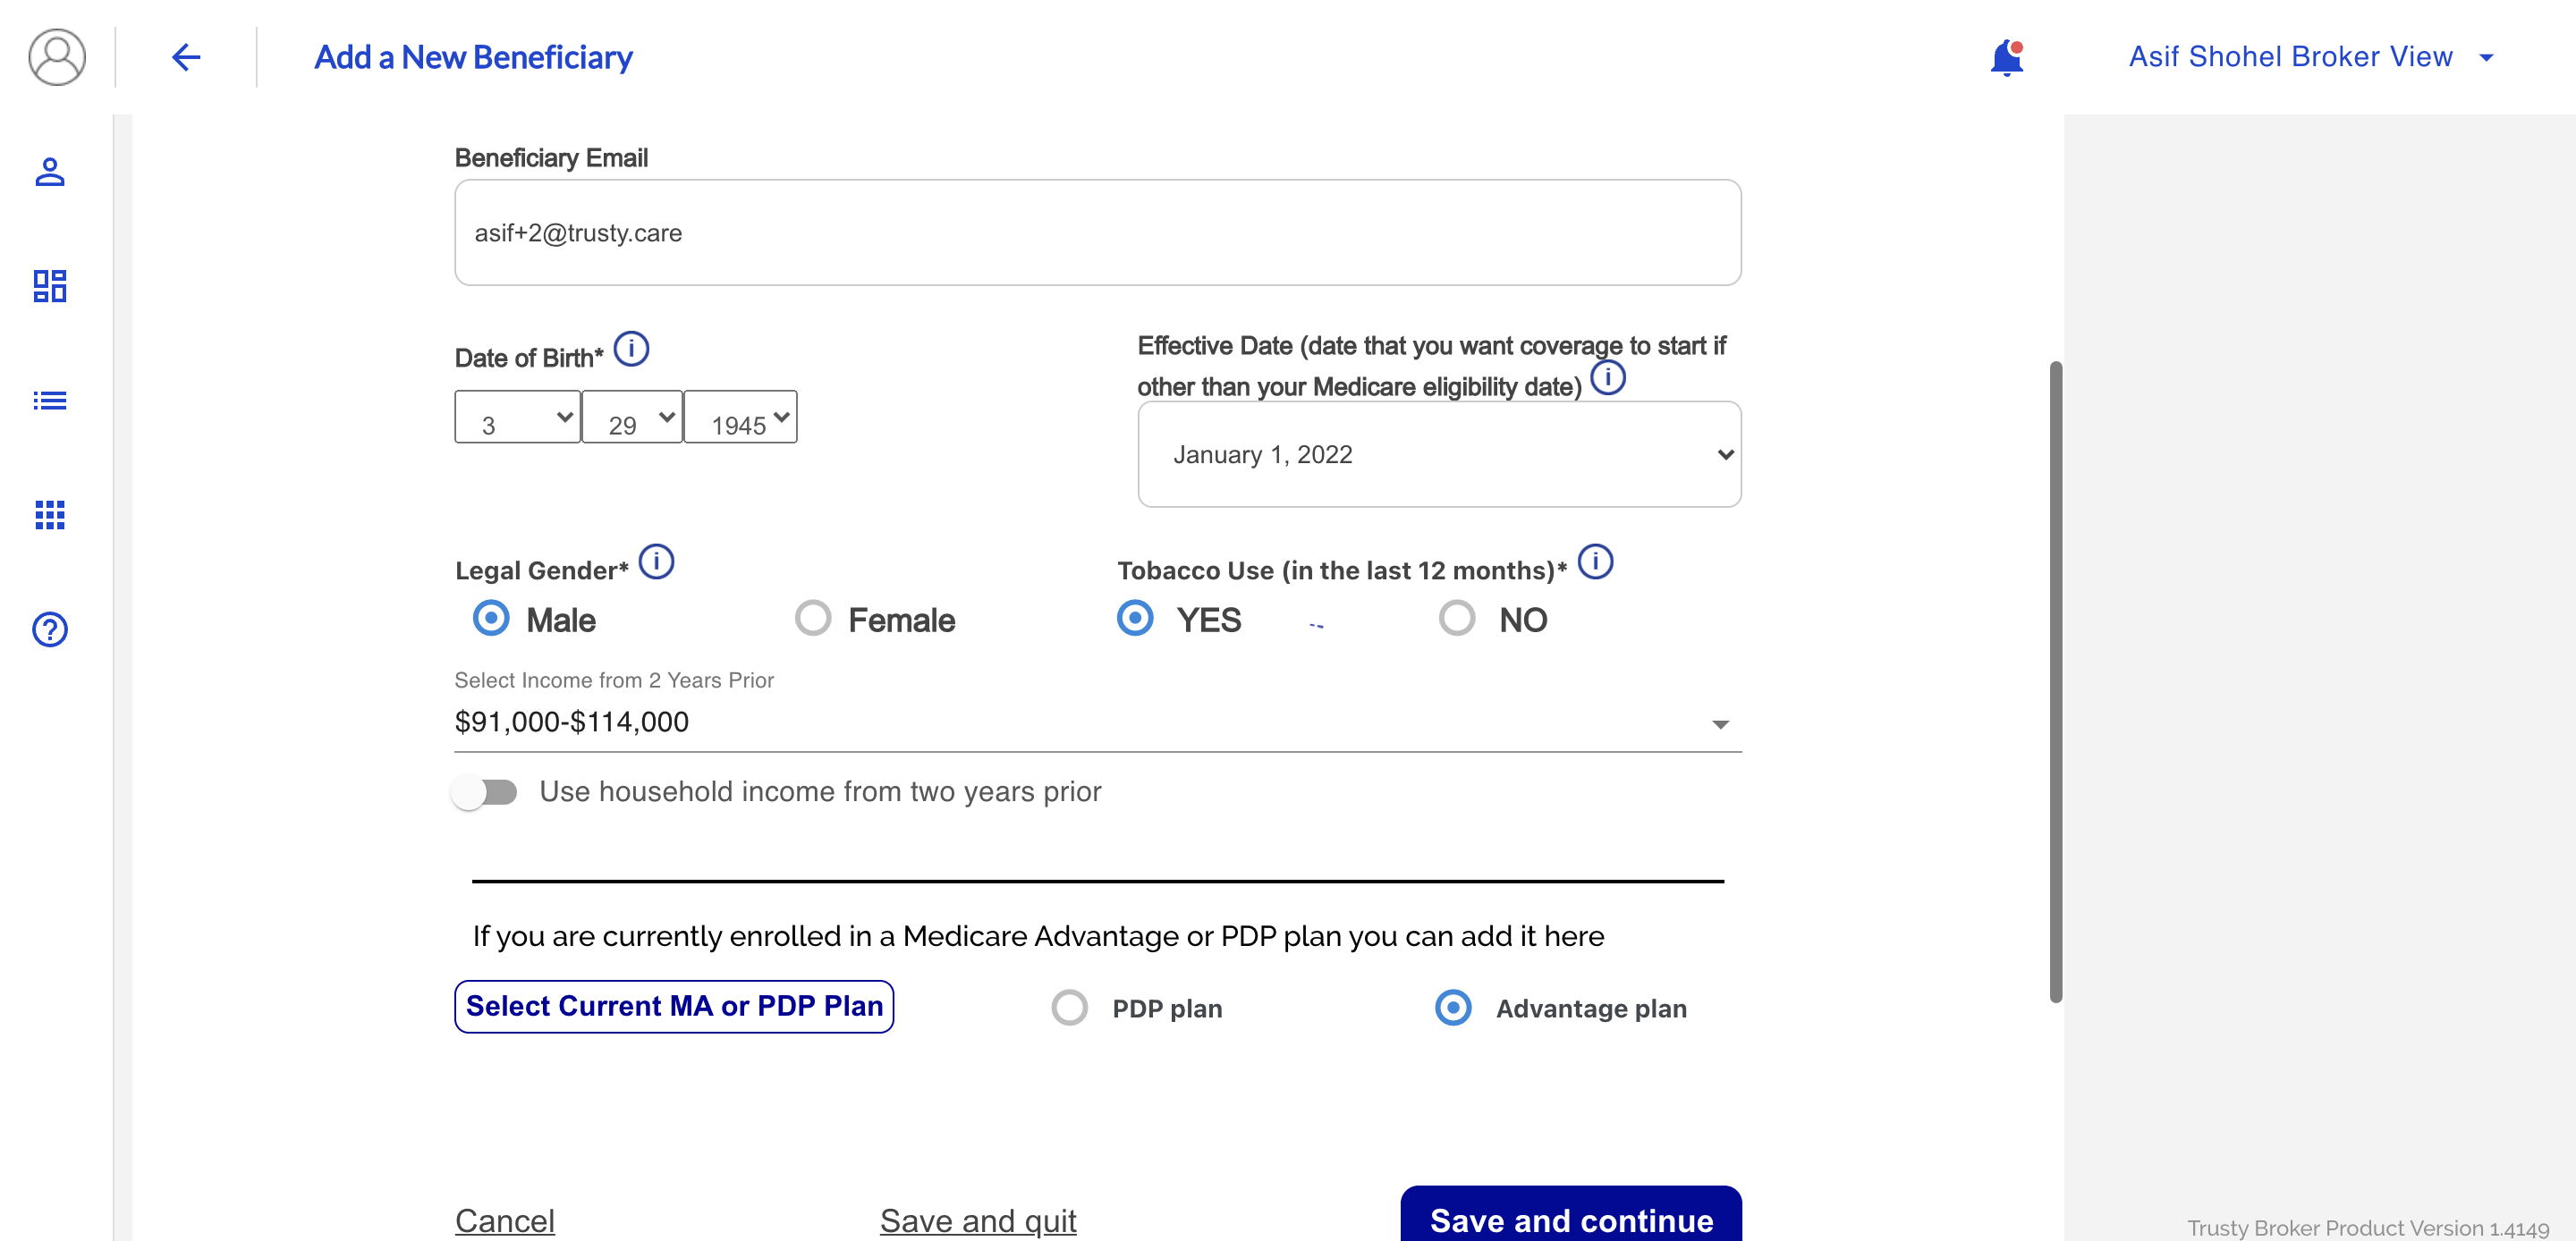 Add a New Beneficiary
Asif Shohel Broker View
Beneficiary Email
asif+2@trusty.care
Date of Birth*
3 29 1945
Effective Date (date that you want coverage to start if
other than your Medicare eligibility date)
January 1, 2022
Legal Gender*
Male Female
Tobacco Use (in the last 12 months)*
YES NO
Select Income from 2 Years Prior
$91,000-$114,000
Use household income from two years prior
If you are currently enrolled in a Medicare Advantage or PDP plan you can add it here
Select Current MA or PDP Plan PDP plan Advantage plan
Cancel Save and quit Save and continue
Trusty Broker Product Version 1.4149